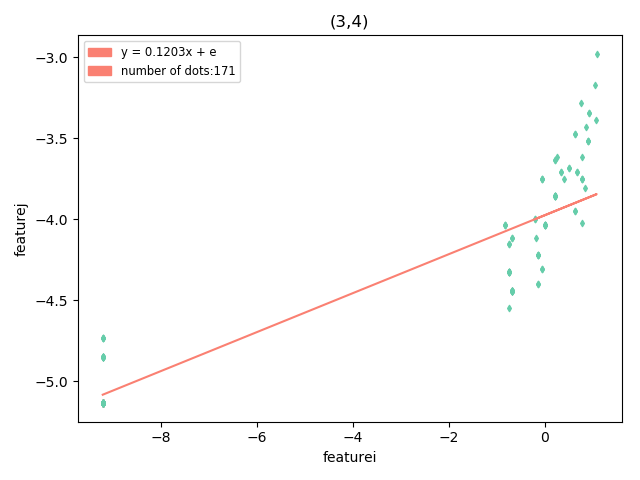 (3,4)
y = 0.1203x + e
number of dots:171
−3.0
−3.5
−4.0
−4.5
−5.0
featurej
−8
−6
−4
−2
0
featurei